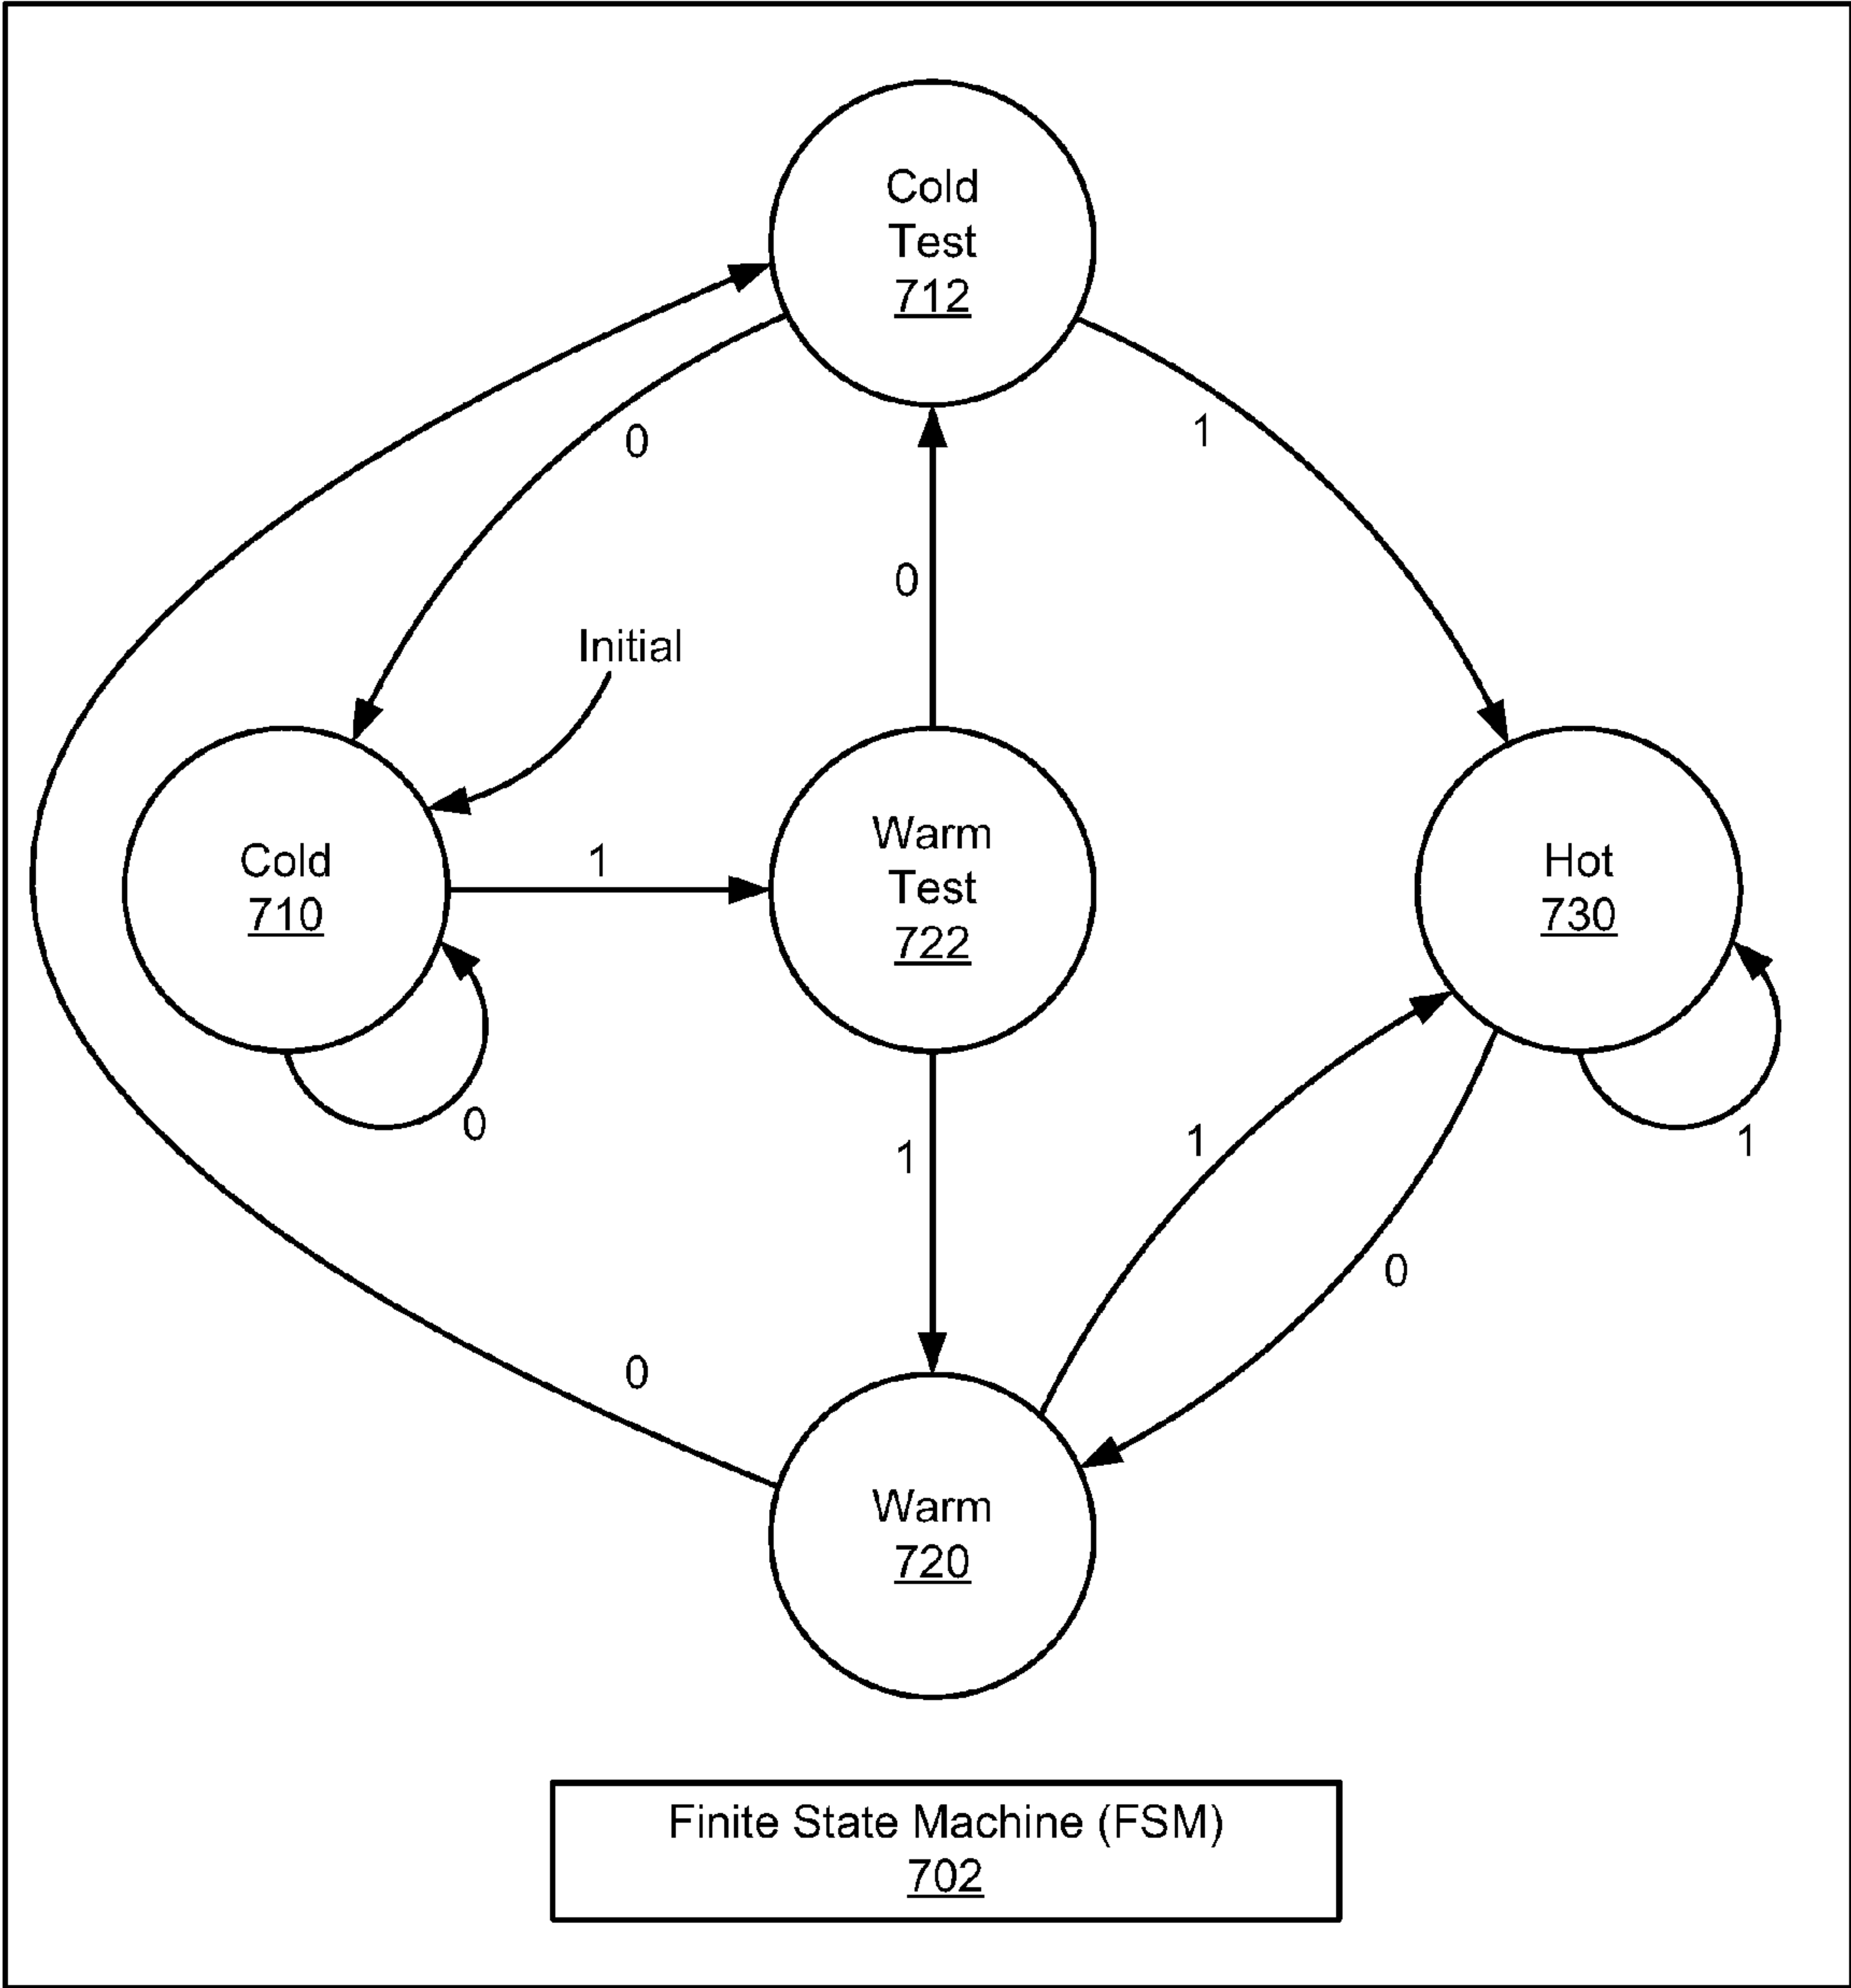 Cold
Test
712
0
1
0
Initial
Cold
710
1
Warm
Test
722
Hot
730
0
1
1
1
0
0
Warm
720
Finite State Machine (FSM)
702